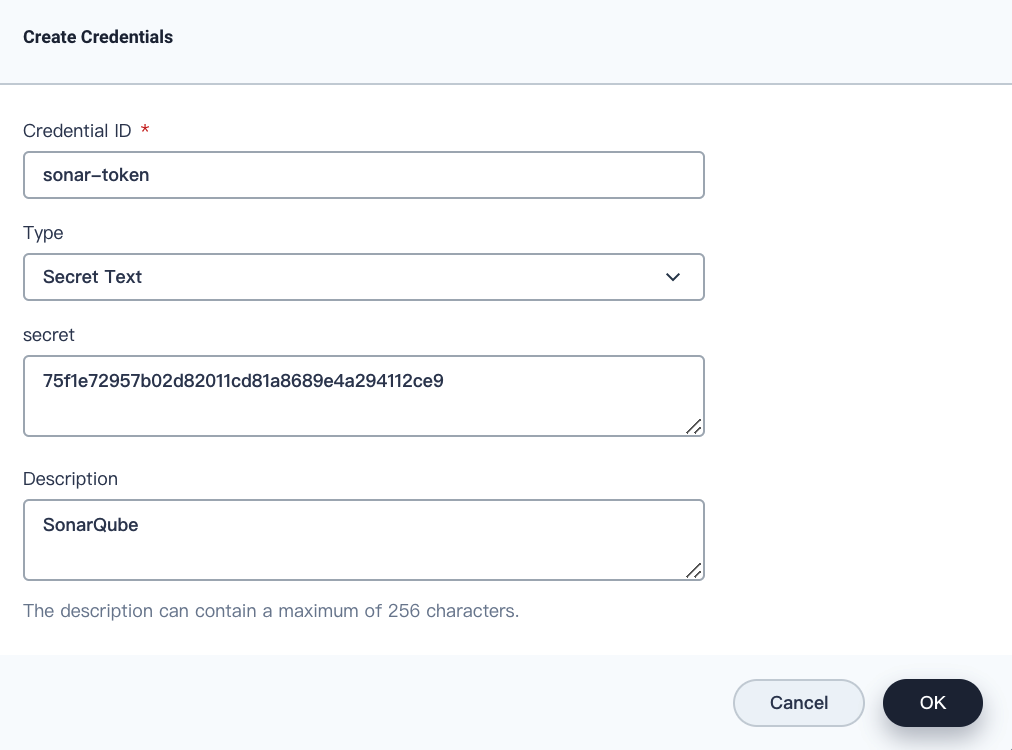 Create Credentials
Credential ID *
sonar-token
Type
Secret Text
secret
75f1e72957b02d82011cd81a8689e4a294112ce9
Description
SonarQube
The description can contain a maximum of 256 characters.
Cancel
OK